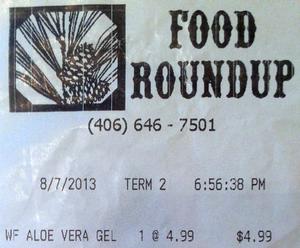 FOOD
ROUNDUP
(406) 646 - 7501
8/7/2013 TERM 2 6:56:38 PM
WF ALOE VERA GEL 1 @ 4.99 $4.99